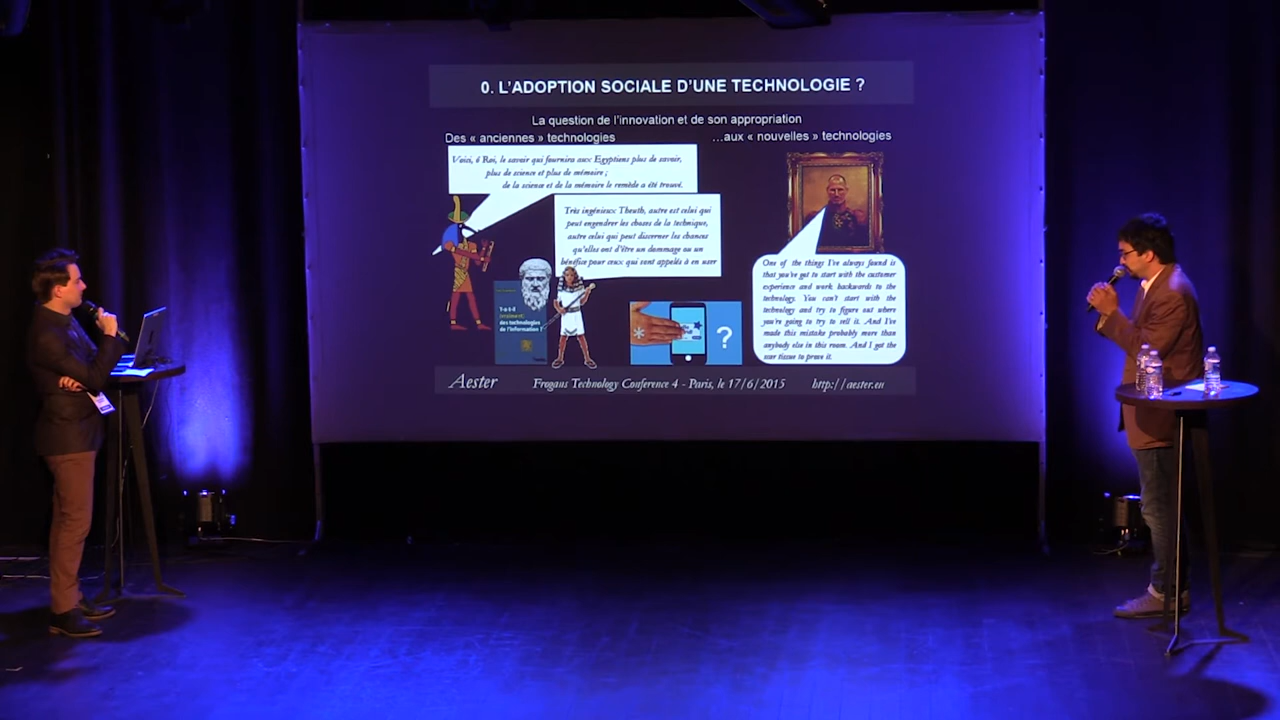 0. L'ADOPTION SOCIALE D'UNE TECHNOLOGIE ?
La question de l'innovation et de son appropriation
Des « anciennes » technologies
…aux « nouvelles » technologies
Voici, ô Roi, le savoir qui fournira aux Egyptiens plus de savoir,
plus de science et plus de mémoire ;
de la science et de la mémoire le remède a été trouvé.
Très ingénieux Theuth, autre est celui qui
peut engendrer les choses de la technique,
autre celui qui peut discerner les chances
qu'elles ont d'être un dommage ou un
bénéfice pour ceux qui sont appelés à en user
One of the things I've always found is
that you've got to start with the customer
experience and work backwards to the
technology. You can't start with the
technology and try to figure out where
you're going to try to sell it. And I've
made this mistake probably more than
anybody else in this room. And I got the
scar tissue to prove it.
Y-a-t-il
(vraiment)
des technologies
de l'information ?
?
Aester
Frogans Technology Conference 4 - Paris, le 17/6/2015
http://aester.eu